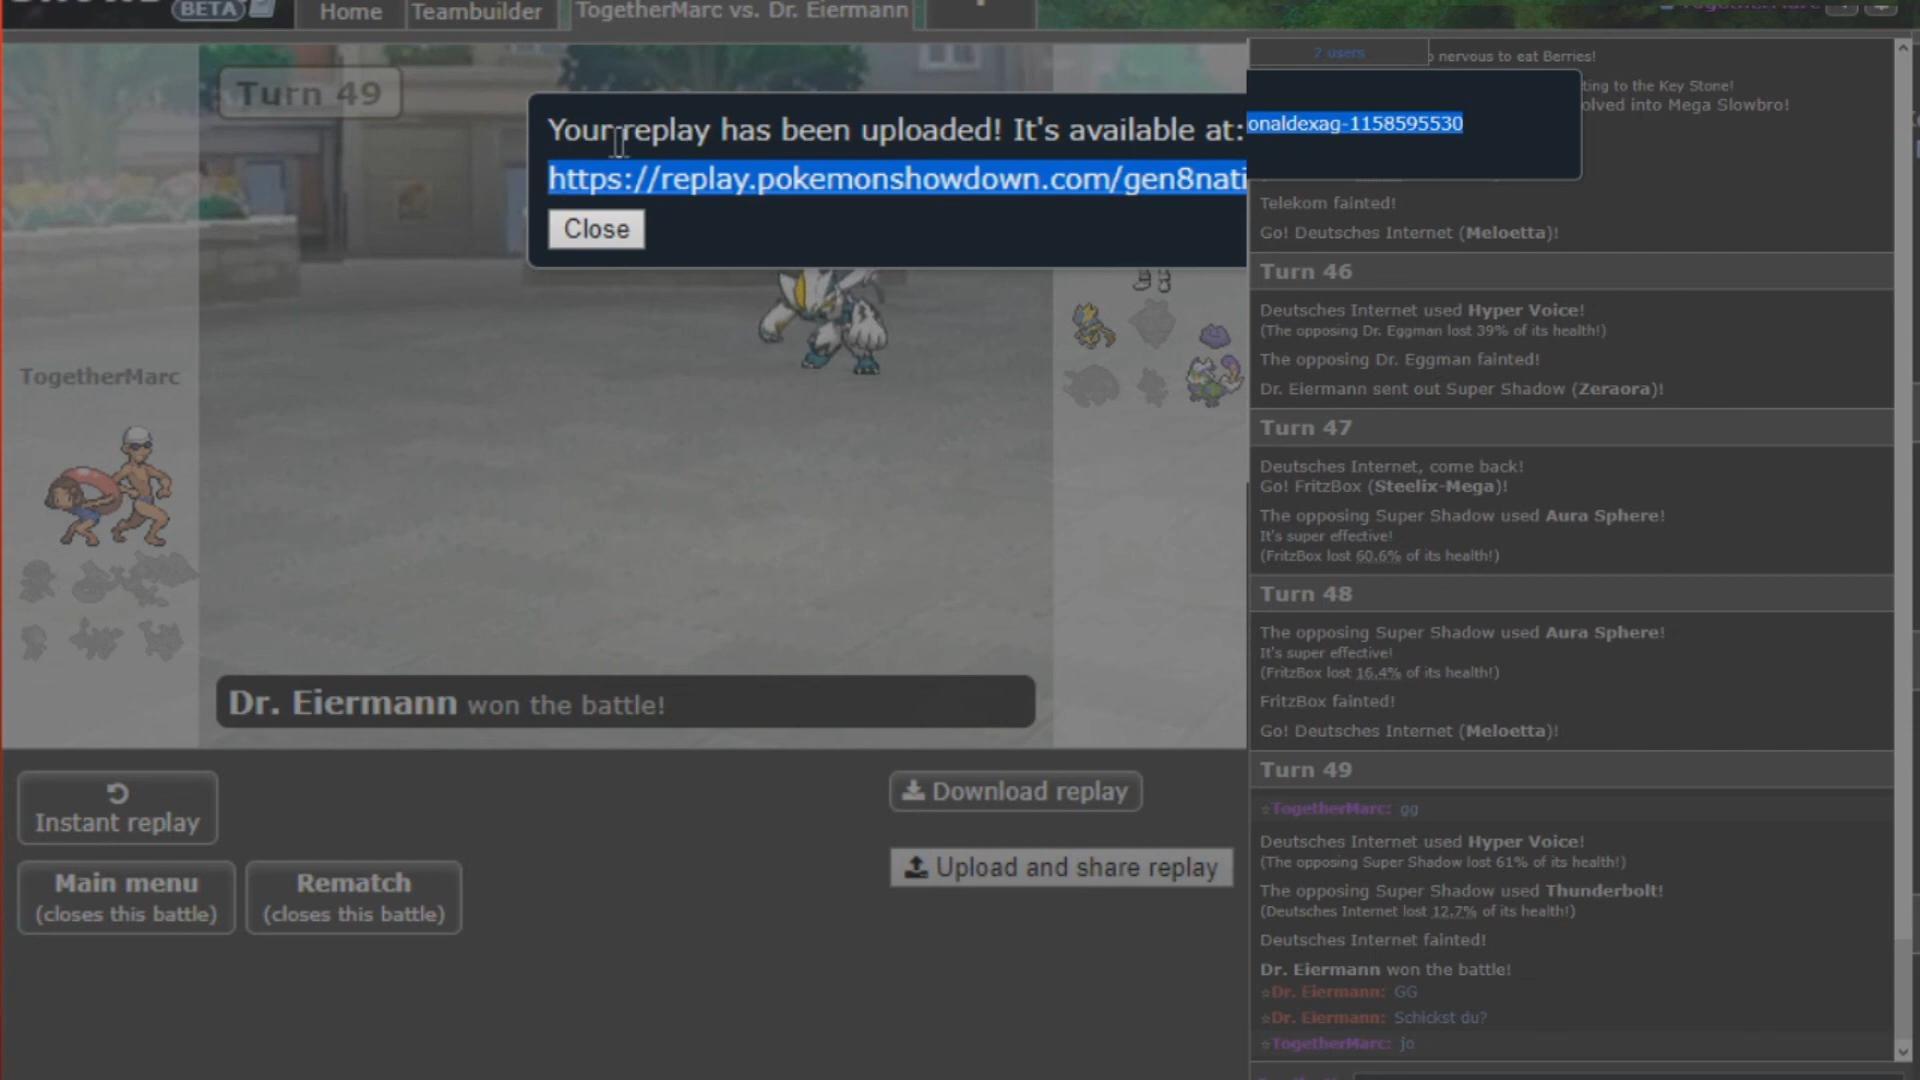 BETA
Home
Teambuilder
TogetherMarc vs. Dr. Eiermann
Turn 49
Your replay has been uploaded! It's available at:
https://replay.pokemonshowdown.com/gen8nati
onaldexag-1158595530
Close
TogetherMarc
Dr. Eiermann won the battle!
Instant replay
Download replay
Upload and share replay
Main menu
(closes this battle)
Rematch
(closes this battle)
2 users
nervous to eat Berries!
ting to the Key Stone!
olved into Mega Slowbro!
Telekom fainted!
Go! Deutsches Internet (Meloetta)!
Turn 46
Deutsches Internet used Hyper Voice!
(The opposing Dr. Eggman lost 39% of its health!)
The opposing Dr. Eggman fainted!
Dr. Eiermann sent out Super Shadow (Zeraora)!
Turn 47
Deutsches Internet, come back!
Go! FritzBox (Steelix-Mega)!
The opposing Super Shadow used Aura Sphere!
It's super effective!
(FritzBox lost 60.6% of its health!)
Turn 48
The opposing Super Shadow used Aura Sphere!
It's super effective!
(FritzBox lost 16.4% of its health!)
FritzBox fainted!
Go! Deutsches Internet (Meloetta)!
Turn 49
☆TogetherMarc: gg
Deutsches Internet used Hyper Voice!
(The opposing Super Shadow lost 61% of its health!)
The opposing Super Shadow used Thunderbolt!
(Deutsches Internet lost 12.7% of its health!)
Deutsches Internet fainted!
Dr. Eiermann won the battle!
☆Dr. Eiermann: GG
☆Dr. Eiermann: Schickst du?
☆TogetherMarc: jo